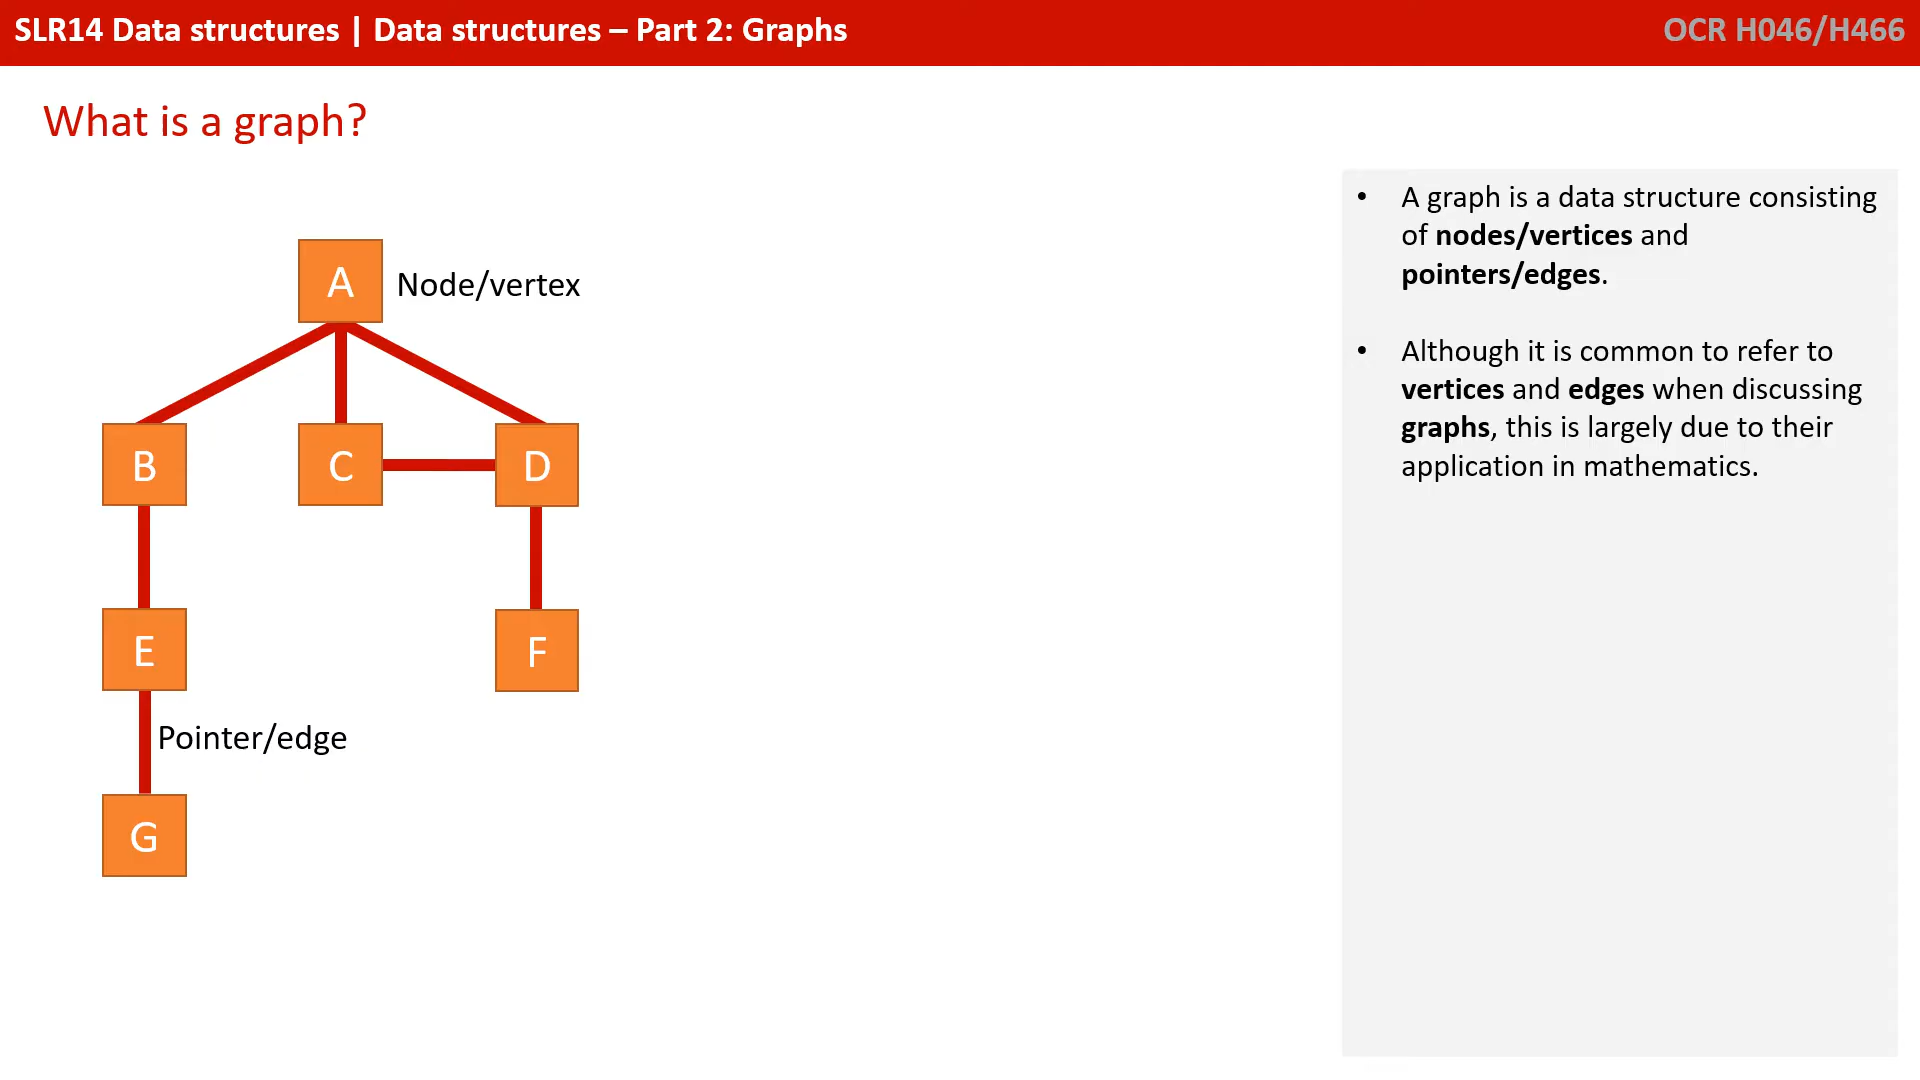 SLR14 Data structures | Data structures – Part 2: Graphs
OCR H046/H466
What is a graph?
A
Node/vertex
B
C
D
E
F
Pointer/edge
G
• A graph is a data structure consisting
of nodes/vertices and
pointers/edges.
• Although it is common to refer to
vertices and edges when discussing
graphs, this is largely due to their
application in mathematics.